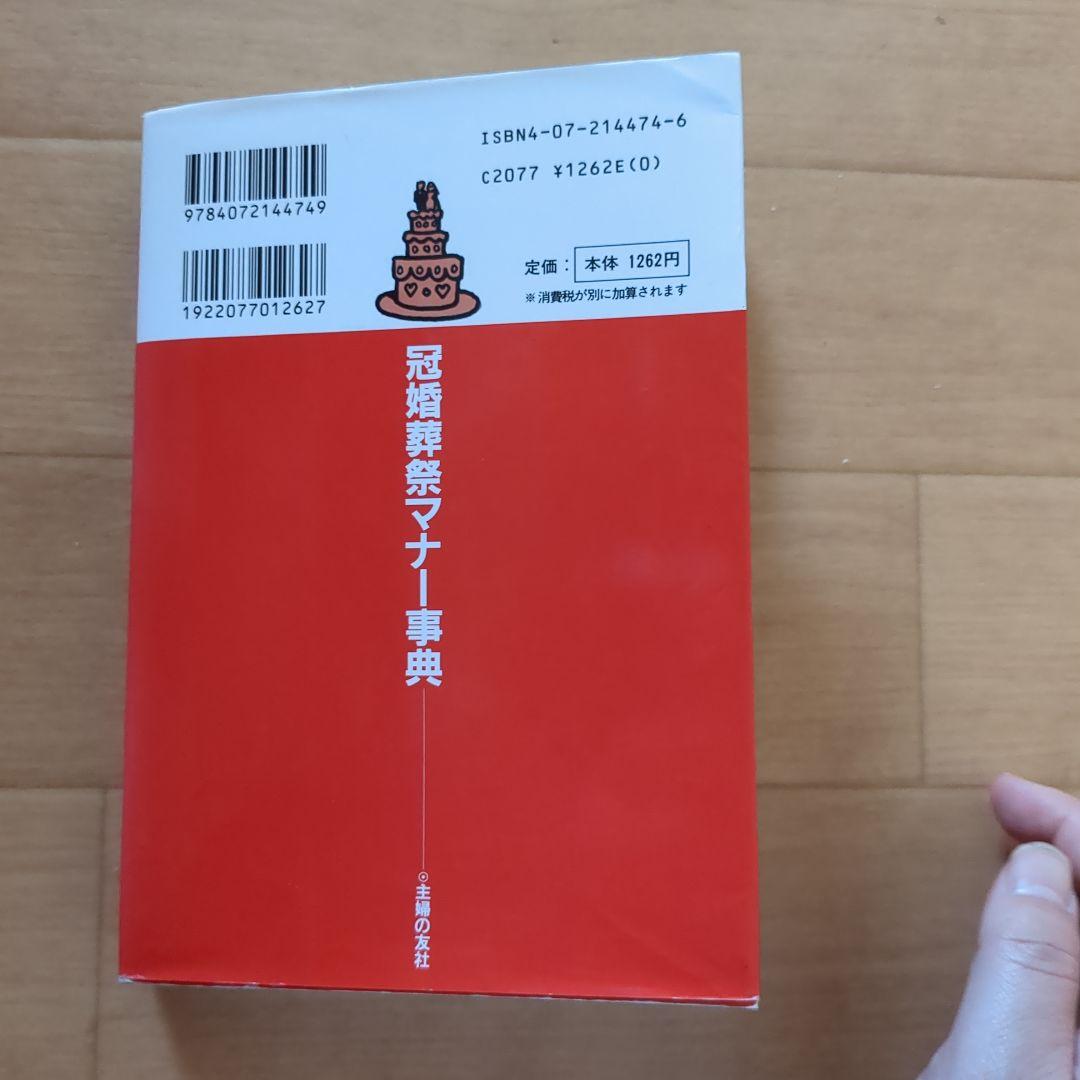 ISBN4-07-214474-6
C2077 ¥1262E(0)
9784072144749
1922077012627
定価：本体 1262円
※消費税が別に加算されます
冠婚葬祭マナー事典
◎主婦の友社